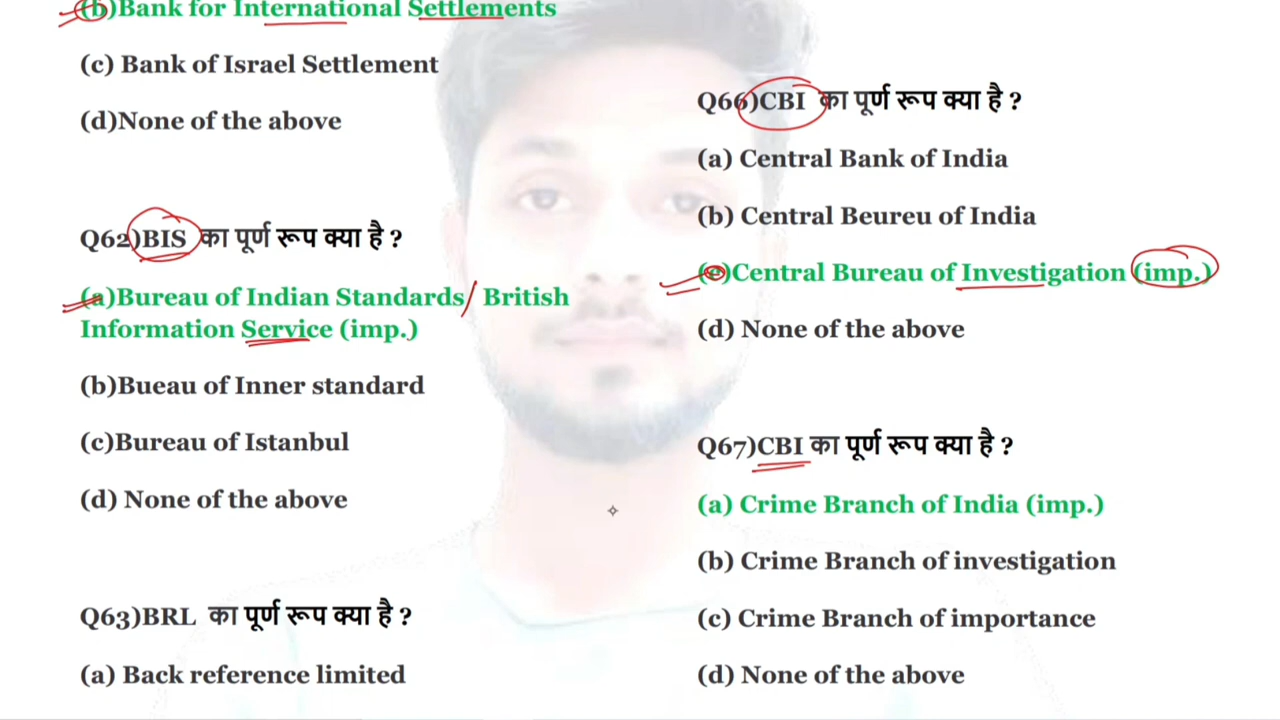 (b)Bank for International Settlements
(c) Bank of Israel Settlement
(d)None of the above
Q62)BIS का पूर्ण रूप क्या है ?
(a)Bureau of Indian Standards/ British
Information Service (imp.)
(b)Bueau of Inner standard
(c)Bureau of Istanbul
(d) None of the above
Q63)BRL का पूर्ण रूप क्या है ?
(a) Back reference limited
Q66)CBI का पूर्ण रूप क्या है ?
(a) Central Bank of India
(b) Central Beureu of India
(c)Central Bureau of Investigation (imp.)
(d) None of the above
Q67)CBI का पूर्ण रूप क्या है ?
(a) Crime Branch of India (imp.)
(b) Crime Branch of investigation
(c) Crime Branch of importance
(d) None of the above